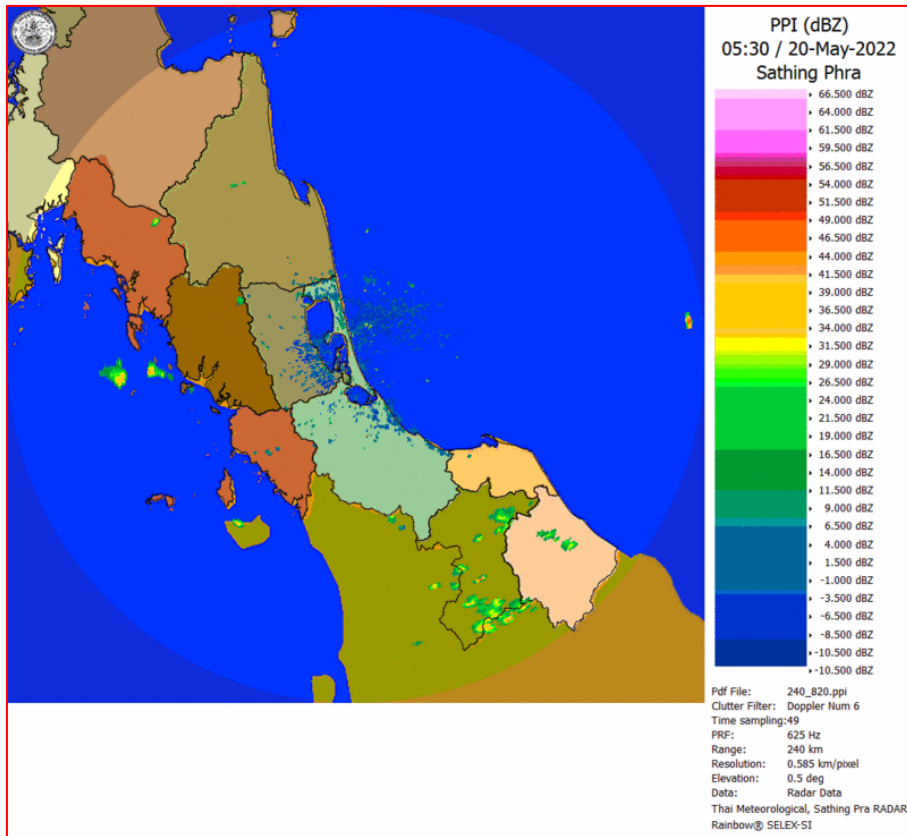 PPI (dBZ)
05:30 / 20-May-2022
Sathing Phra
66.500 dBZ
64.000 dBZ
61.500 dBZ
59.500 dBZ
56.500 dBZ
54.000 dBZ
51.500 dBZ
49.000 dBZ
46.500 dBZ
44.000 dBZ
41.500 dBZ
39.000 dBZ
36.500 dBZ
34.000 dBZ
31.500 dBZ
29.000 dBZ
26.500 dBZ
24.000 dBZ
21.500 dBZ
19.000 dBZ
16.500 dBZ
14.000 dBZ
11.500 dBZ
9.000 dBZ
6.500 dBZ
4.000 dBZ
1.500 dBZ
-1.000 dBZ
-3.500 dBZ
-6.500 dBZ
-8.500 dBZ
-10.500 dBZ
-10.500 dBZ
Pdf File: 240_820.ppi
Clutter Filter: Doppler Num 6
Time sampling:49
PRF: 625 Hz
Range: 240 km
Resolution: 0.585 km/pixel
Elevation: 0.5 deg
Data: Radar Data
Thai Meteorological, Sathing Pra RADAR
Rainbow® SELEX-SI